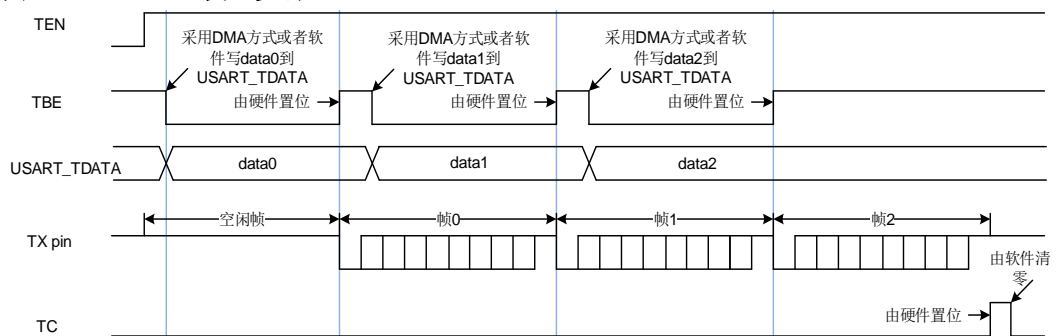 TEN
采用DMA方式或者软
件写data0到
USART_TDATA
采用DMA方式或者软
件写data1到
USART_TDATA
采用DMA方式或者软
件写data2到
USART_TDATA
TBE
由硬件置位
由硬件置位
由硬件置位
USART_TDATA
data0
data1
data2
空闲帧
帧0
帧1
帧2
TX pin
由软件清
零
由硬件置位
TC